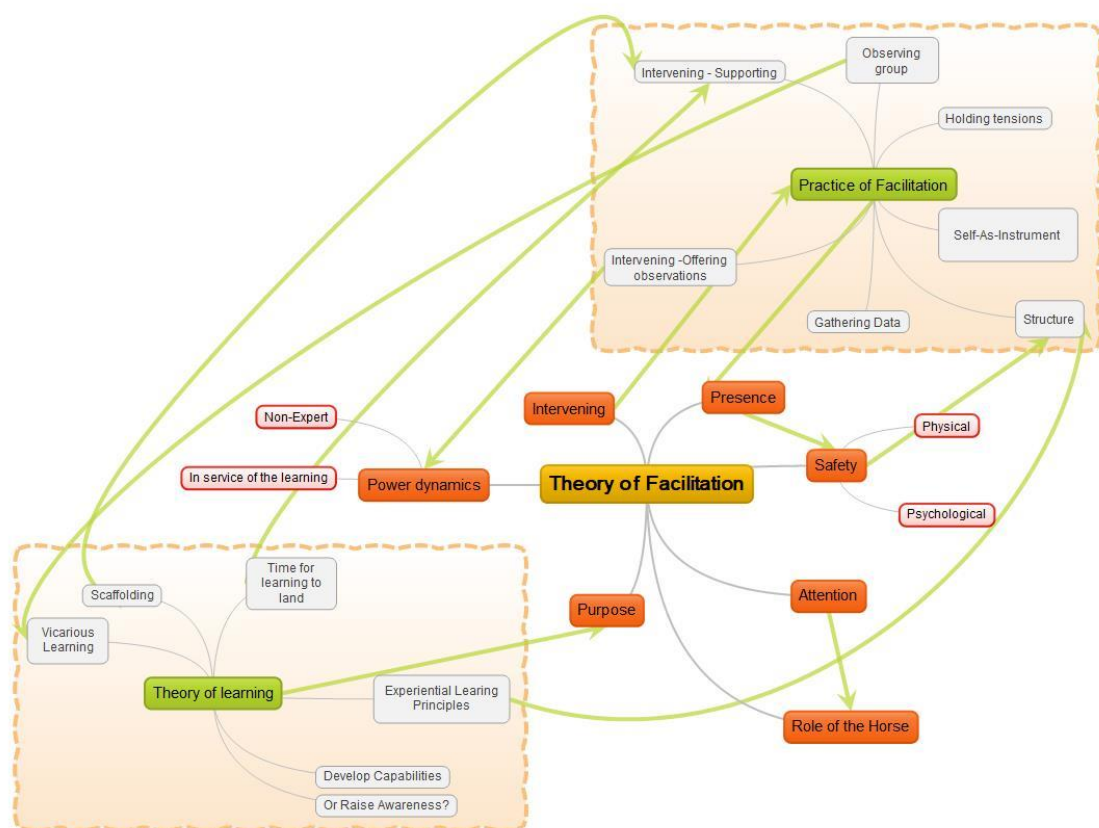 Observing
group
Intervening - Supporting
Holding tensions
Practice of Facilitation
Self-As-Instrument
Intervening -Offering
observations
Gathering Data
Structure
Intervening
Presence
Non-Expert
Physical
In service of the learning
Power dynamics
Theory of Facilitation
Safety
Psychological
Time for
learning to
land
Scaffolding
Purpose
Attention
Vicarious
Learning
Theory of learning
Experiential Learing
Principles
Role of the Horse
Develop Capabilities
Or Raise Awareness?